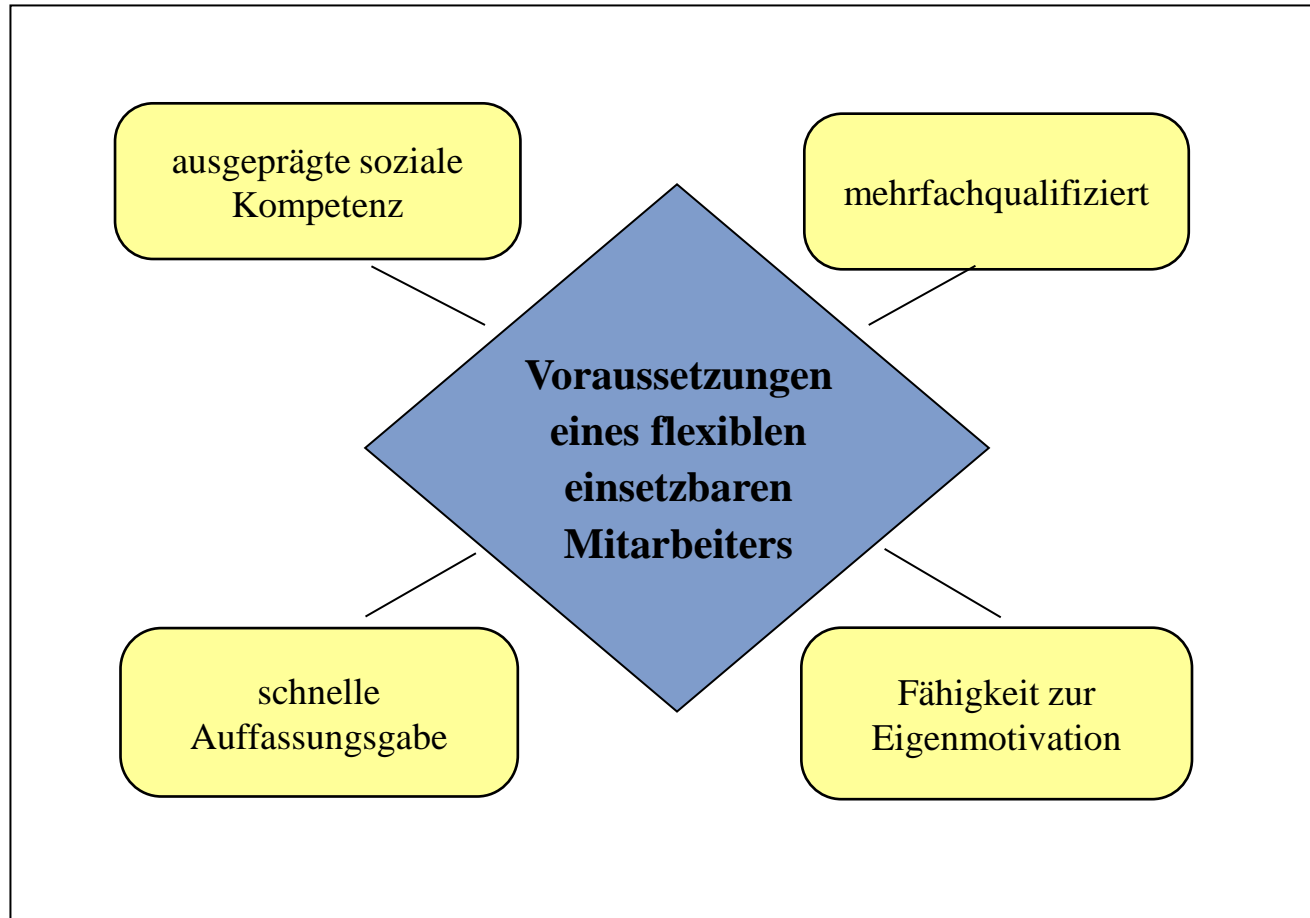 ausgeprägte soziale
Kompetenz
mehrfachqualifiziert
Voraussetzungen
eines flexiblen
einsetzbaren
Mitarbeiters
schnelle
Auffassungsgabe
Fähigkeit zur
Eigenmotivation